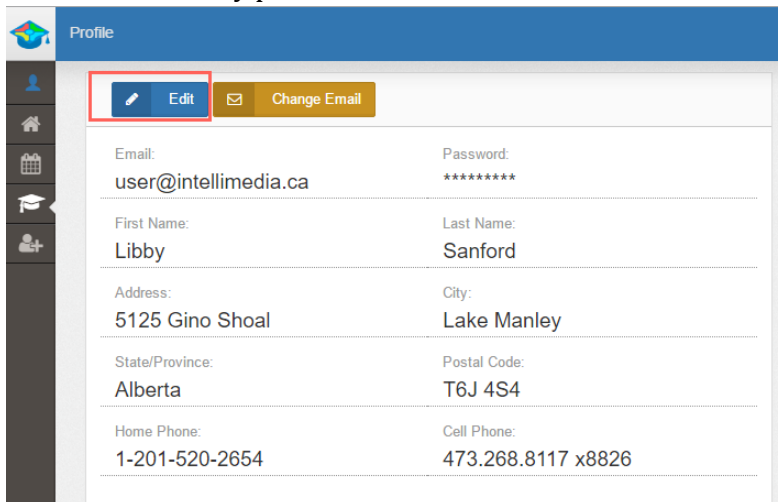 Profile
Edit Change Email
Email: Password:
user@intellimedia.ca *********
First Name: Last Name:
Libby Sanford
Address: City:
5125 Gino Shoal Lake Manley
State/Province: Postal Code:
Alberta T6J 4S4
Home Phone: Cell Phone:
1-201-520-2654 473.268.8117 x8826